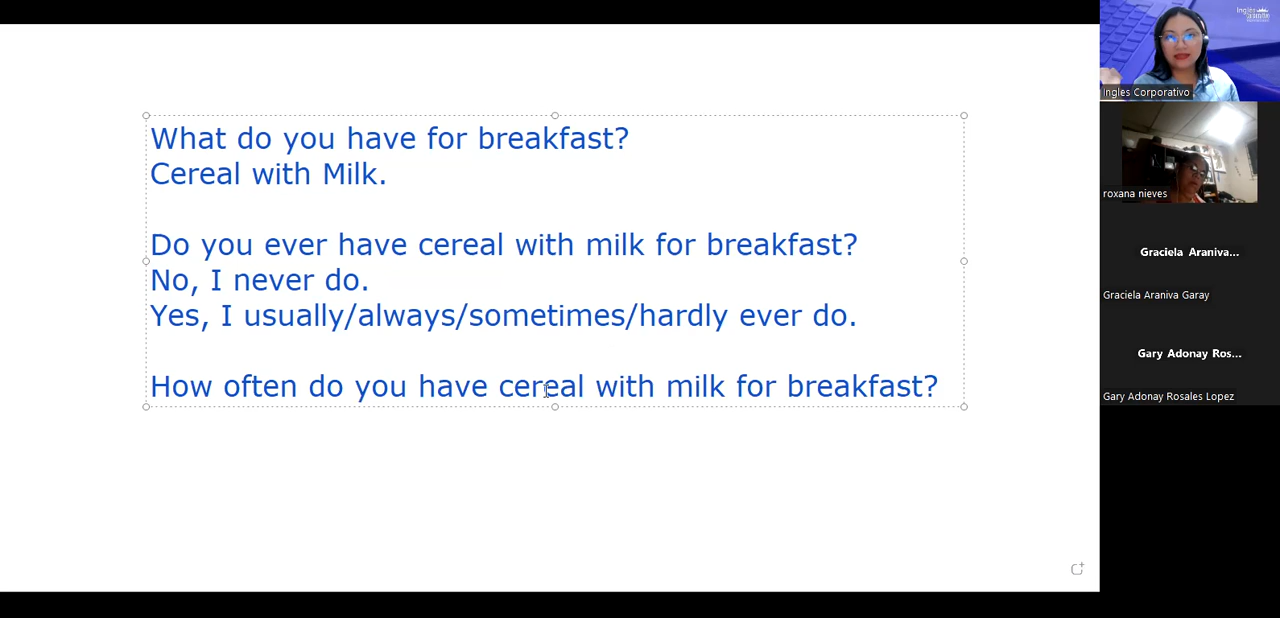 What do you have for breakfast?
Cereal with Milk.
Do you ever have cereal with milk for breakfast?
No, I never do.
Yes, I usually/always/sometimes/hardly ever do.
How often do you have cereal with milk for breakfast?
Ingles
Ingles Corporativo
roxana nieves
Graciela Araniva...
Graciela Araniva Garay
Gary Adonay Ros...
Gary Adonay Rosales Lopez